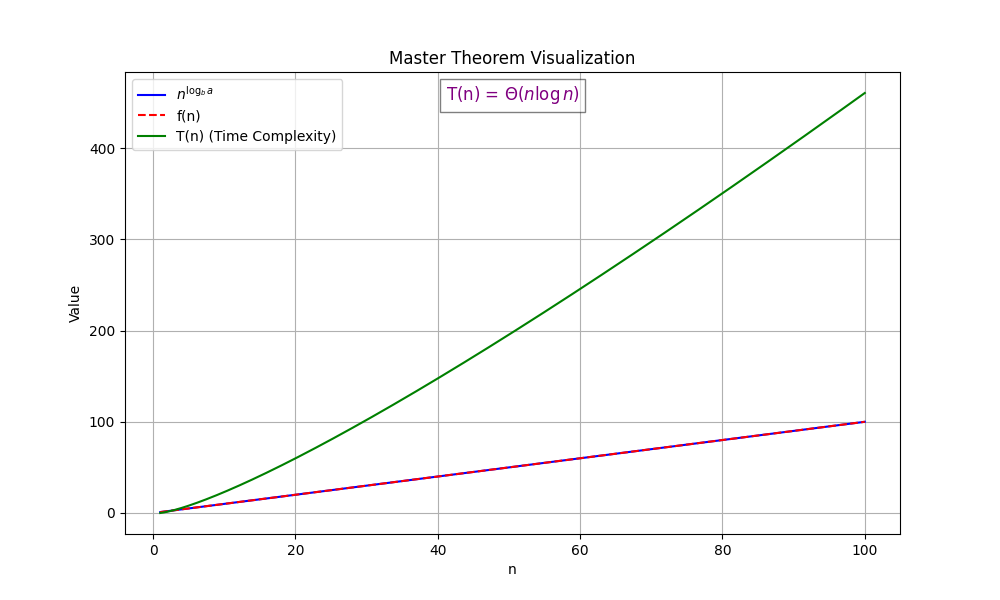 Master Theorem Visualization
n^{log_b a}
f(n)
T(n) (Time Complexity)
T(n) = Θ(n log n)
400
300
200
100
0
Value
0 20 40 60 80 100
n